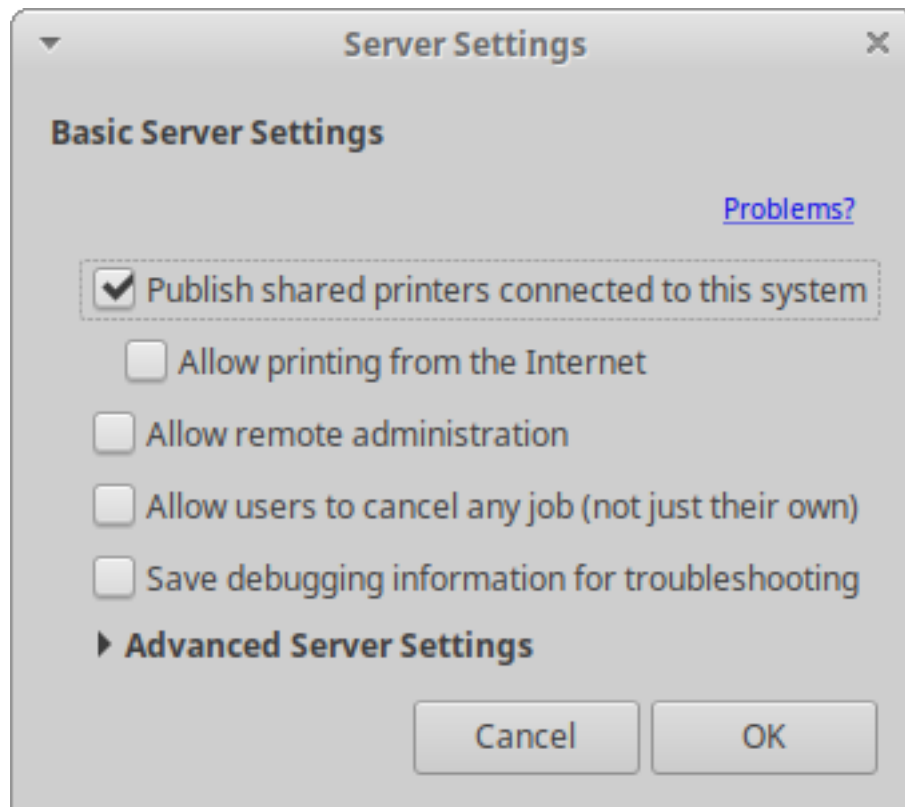 Server Settings
Basic Server Settings
Problems?
Publish shared printers connected to this system
Allow printing from the Internet
Allow remote administration
Allow users to cancel any job (not just their own)
Save debugging information for troubleshooting
Advanced Server Settings
Cancel OK